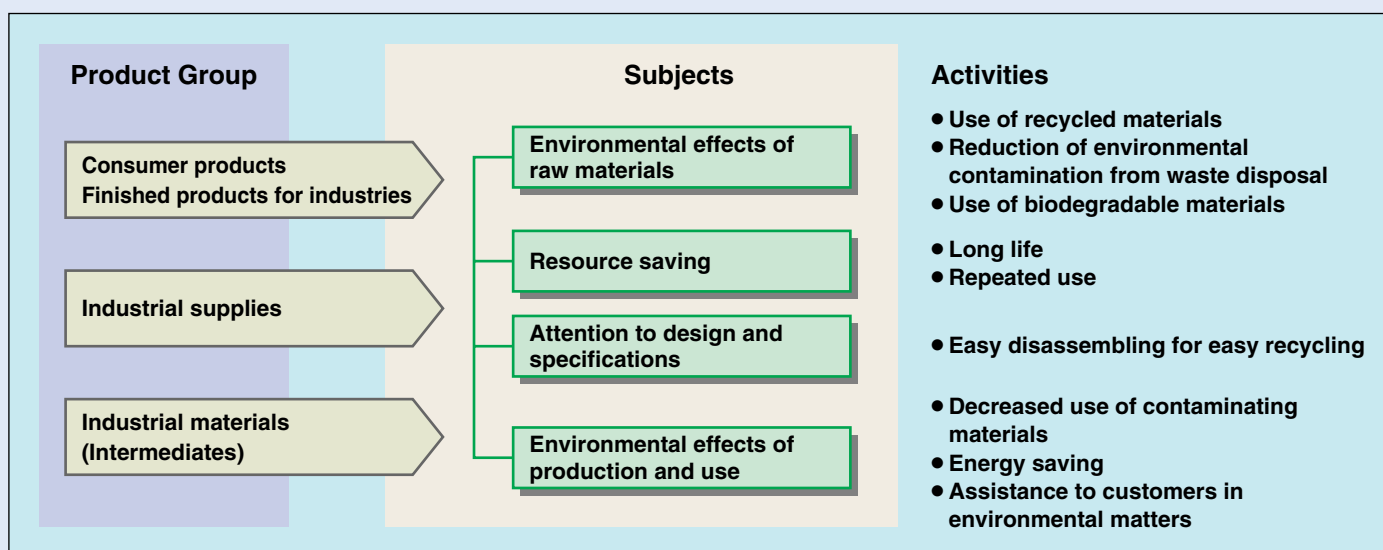 Product Group
Consumer products
Finished products for industries
Industrial supplies
Industrial materials
(Intermediates)
Subjects
Environmental effects of
raw materials
Resource saving
Attention to design and
specifications
Environmental effects of
production and use
Activities
● Use of recycled materials
● Reduction of environmental
contamination from waste disposal
● Use of biodegradable materials
● Long life
● Repeated use
● Easy disassembling for easy recycling
● Decreased use of contaminating
materials
● Energy saving
● Assistance to customers in
environmental matters